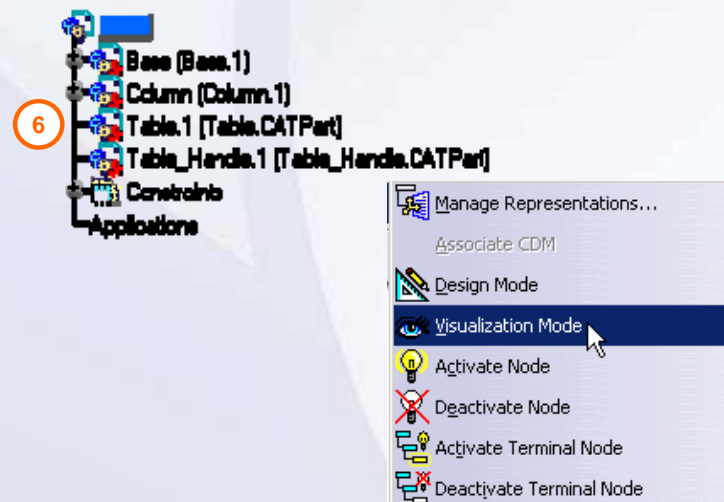 Base (Base.1)
Column (Column.1)
6
Table.1 [Table.CATPart]
Table_Handle.1 [Table_Handle.CATPart]
Constraints
Applications
Manage Representations...
Associate CDM
Design Mode
Visualization Mode
Activate Node
Deactivate Node
Activate Terminal Node
Deactivate Terminal Node